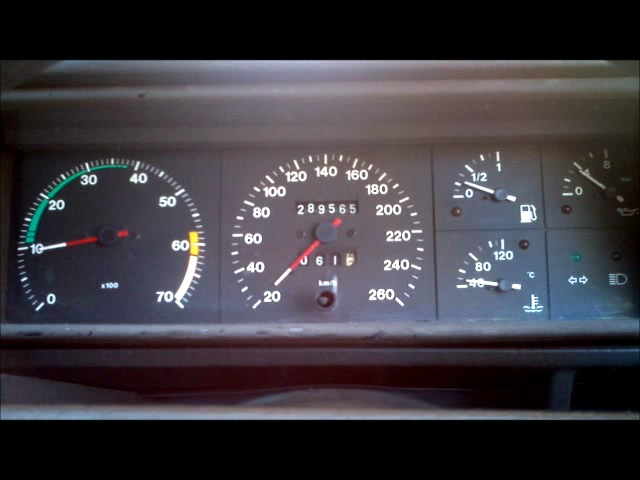 0 10 20 30 40 50 60 70
x100
20 40 60 80 100 120 140 160 180 200 220 240 260
289565
061
km/h
0 1/2 1
40 80 120
°C
0 4 8